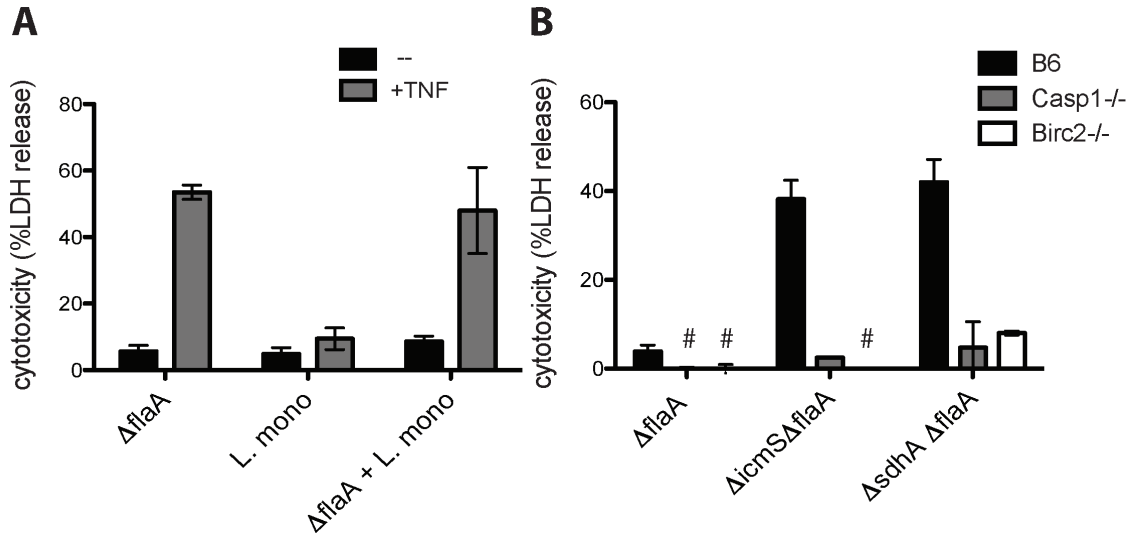 A
--
+TNF
cytotoxicity (%LDH release)
80
60
40
20
0
ΔflaA
L. mono
ΔflaA + L. mono
B
B6
Casp1-/-
Birc2-/-
cytotoxicity (%LDH release)
60
40
20
0
# # #
ΔflaA
ΔicmSΔflaA
ΔsdhA ΔflaA